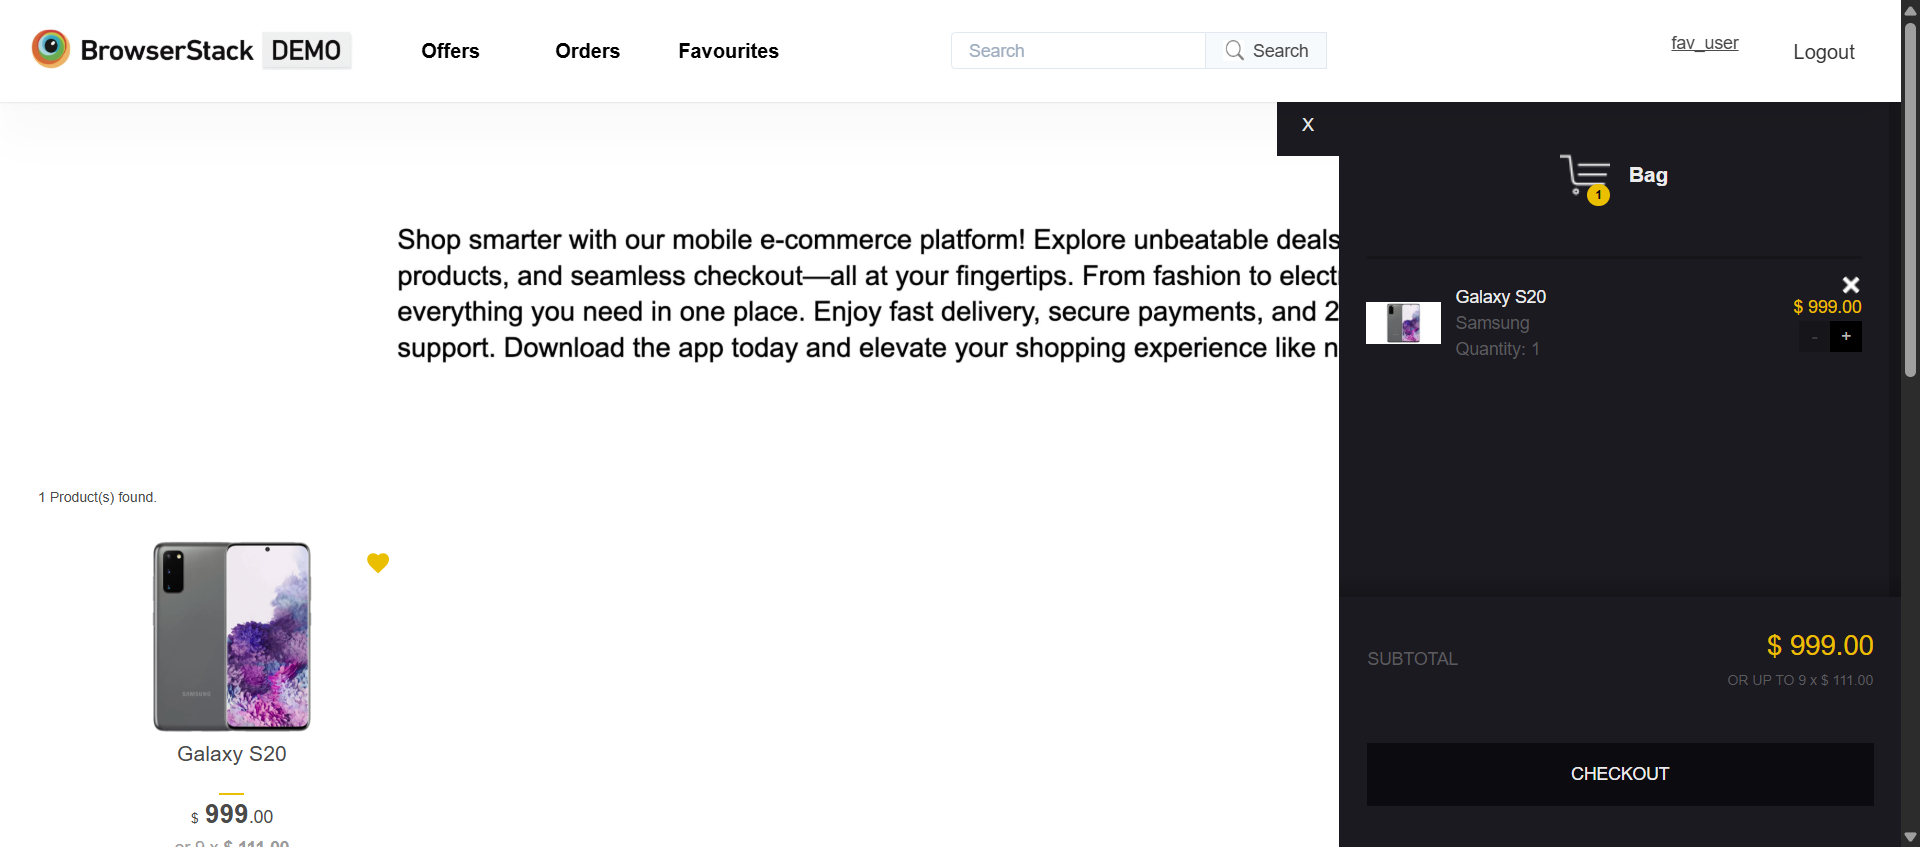 BrowserStack DEMO
Offers
Orders
Favourites
Search
Search
fav_user
Logout
X
1
Bag
Shop smarter with our mobile e-commerce platform! Explore unbeatable deals
products, and seamless checkout—all at your fingertips. From fashion to elect
everything you need in one place. Enjoy fast delivery, secure payments, and 2
support. Download the app today and elevate your shopping experience like n
Galaxy S20
Samsung
Quantity: 1
$ 999.00
-
+
1 Product(s) found.
SAMSUNG
Galaxy S20
$ 999.00
or 9 x $ 111.00
SUBTOTAL
$ 999.00
OR UP TO 9 x $ 111.00
CHECKOUT